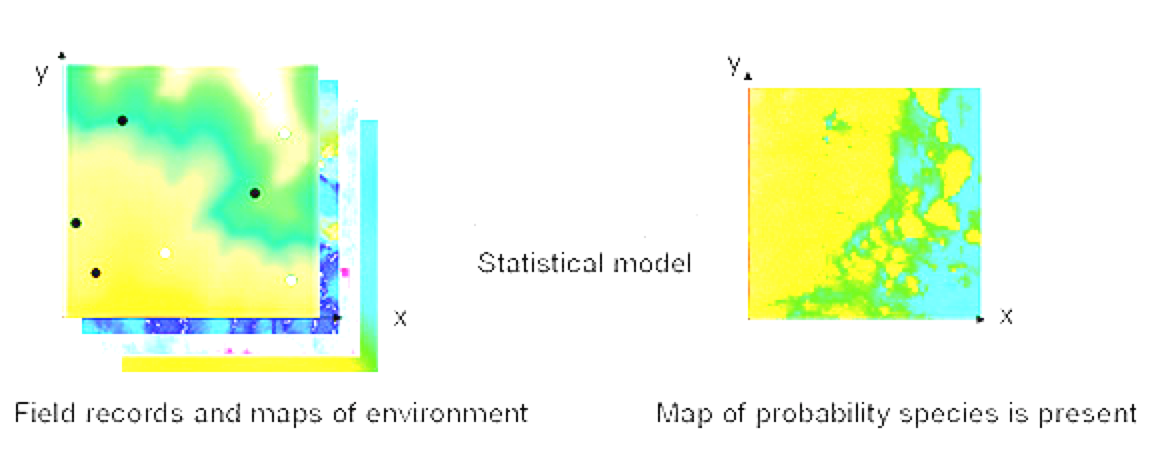 y
x
Field records and maps of environment
Statistical model
y
x
Map of probability species is present